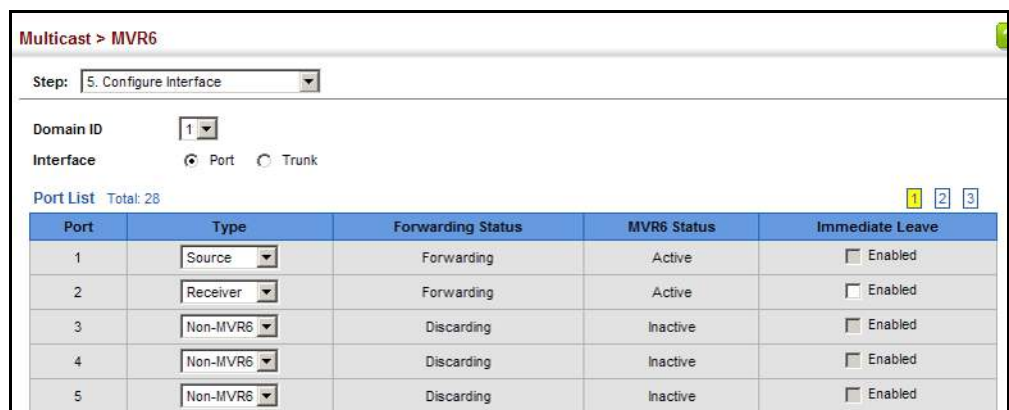 Multicast > MVR6
Step: 5. Configure Interface
Domain ID 1
Interface Port Trunk
Port List Total: 28 1 2 3
Port Type Forwarding Status MVR6 Status Immediate Leave
1 Source Forwarding Active Enabled
2 Receiver Forwarding Active Enabled
3 Non-MVR6 Discarding Inactive Enabled
4 Non-MVR6 Discarding Inactive Enabled
5 Non-MVR6 Discarding Inactive Enabled